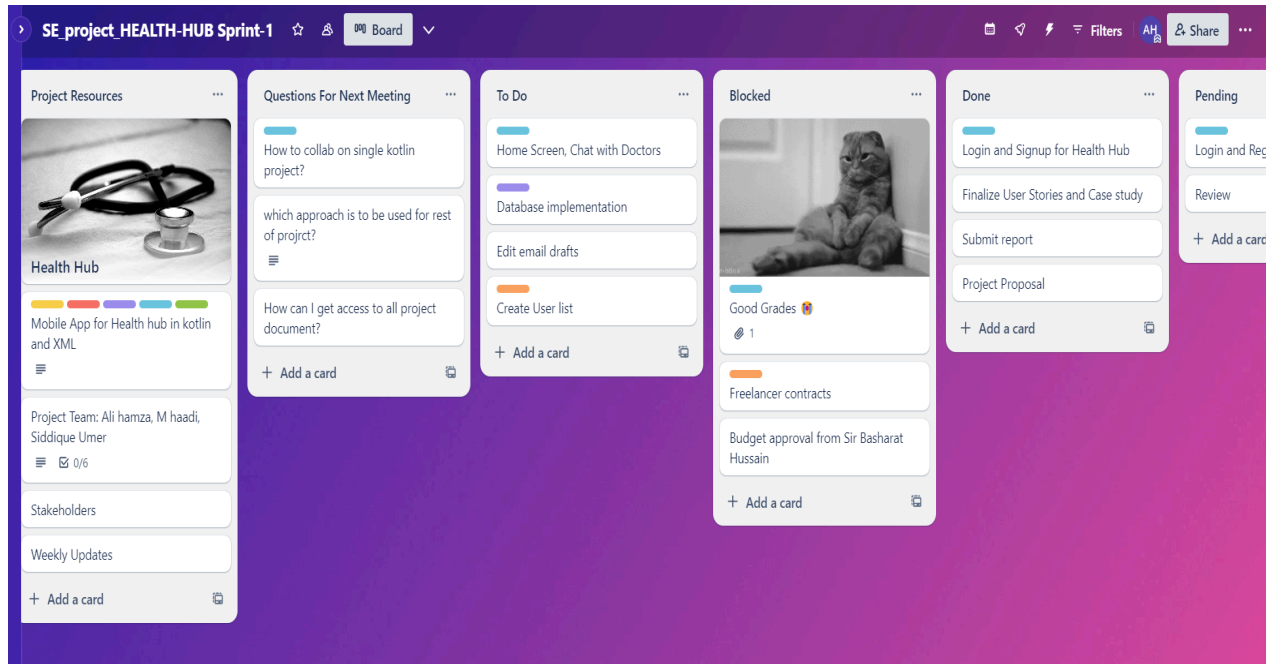 SE_project_HEALTH-HUB Sprint-1
Board
Filters
AH
Share
Project Resources
Health Hub
Mobile App for Health hub in kotlin
and XML
Project Team: Ali hamza, M haadi,
Siddique Umer
0/6
Stakeholders
Weekly Updates
+ Add a card
Questions For Next Meeting
How to collab on single kotlin
project?
which approach is to be used for rest
of projrct?
How can I get access to all project
document?
+ Add a card
To Do
Home Screen, Chat with Doctors
Database implementation
Edit email drafts
Create User list
+ Add a card
Blocked
Good Grades 😭
1
Freelancer contracts
Budget approval from Sir Basharat
Hussain
+ Add a card
Done
Login and Signup for Health Hub
Finalize User Stories and Case study
Submit report
Project Proposal
+ Add a card
Pending
Login and Reg
Review
+ Add a card